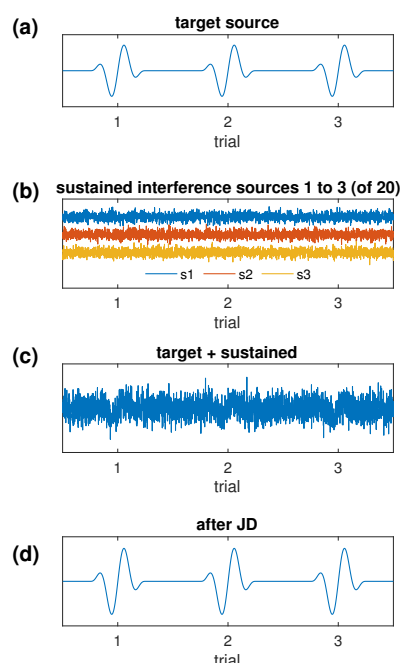 (a)
target source
1 2 3
trial
(b)
sustained interference sources 1 to 3 (of 20)
s1 s2 s3
1 2 3
trial
(c)
target + sustained
1 2 3
trial
after JD
(d)
1 2 3
trial